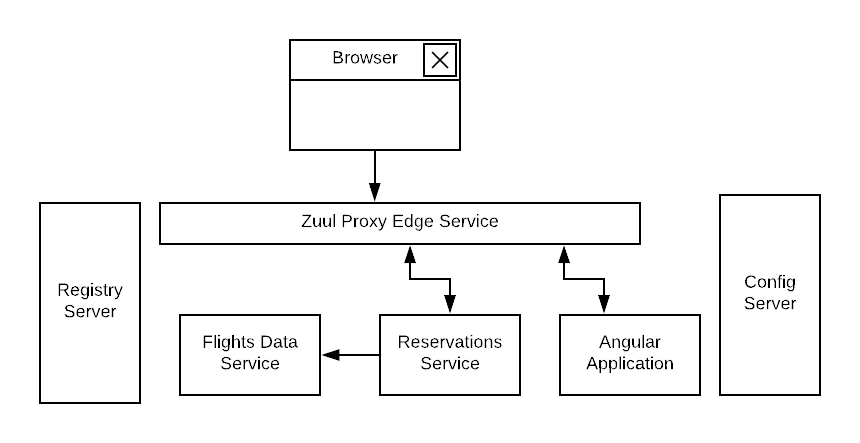 Browser
Zuul Proxy Edge Service
Registry
Server
Config
Server
Flights Data
Service
Reservations
Service
Angular
Application